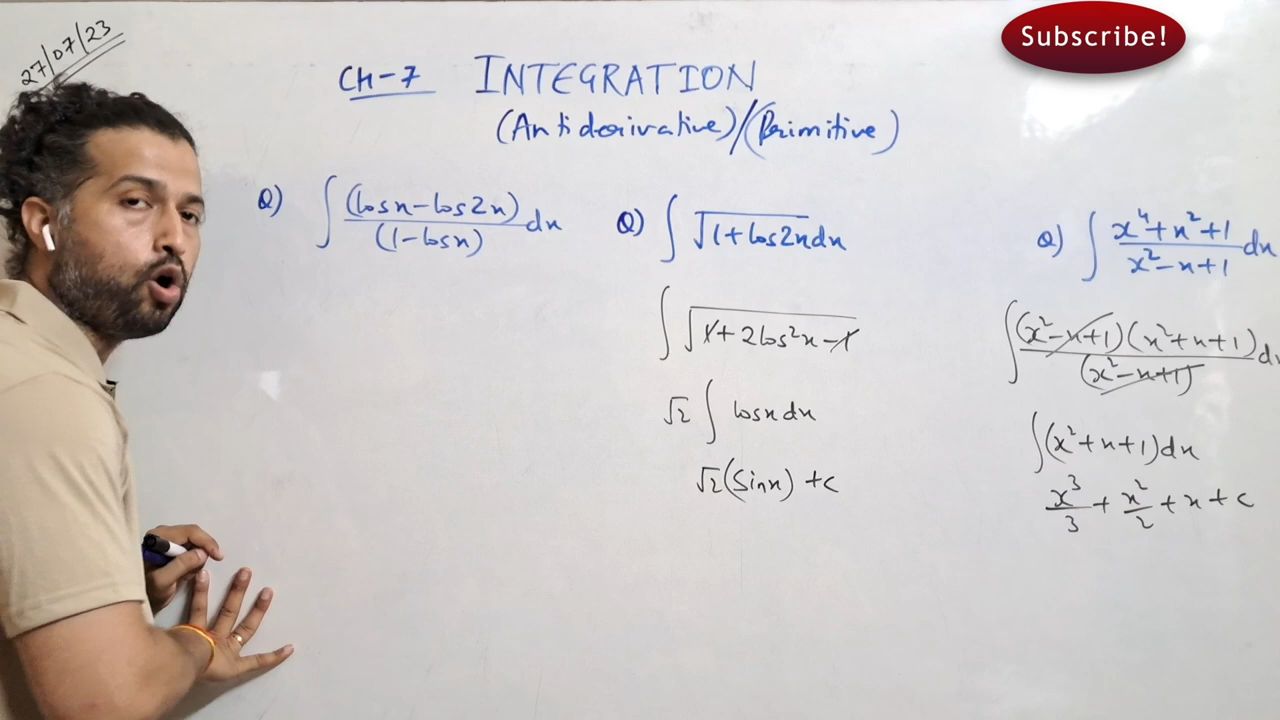 27/07/23
Subscribe!
CH-7 INTEGRATION
(Antiderivative)/(Primitive)
Q) ∫ (cosx-cos2x)/(1-cosx) dx
Q) ∫ √(1+cos2x) dx
∫ √(1+2cos²x-1)
√2 ∫ cosx dx
√2(sinx) +c
Q) ∫ (x⁴+x²+1)/(x²-x+1) dx
∫ (x²-x+1)(x²+x+1)/(x²-x+1) dx
∫(x²+x+1)dx
x³/3 + x²/2 + x + c